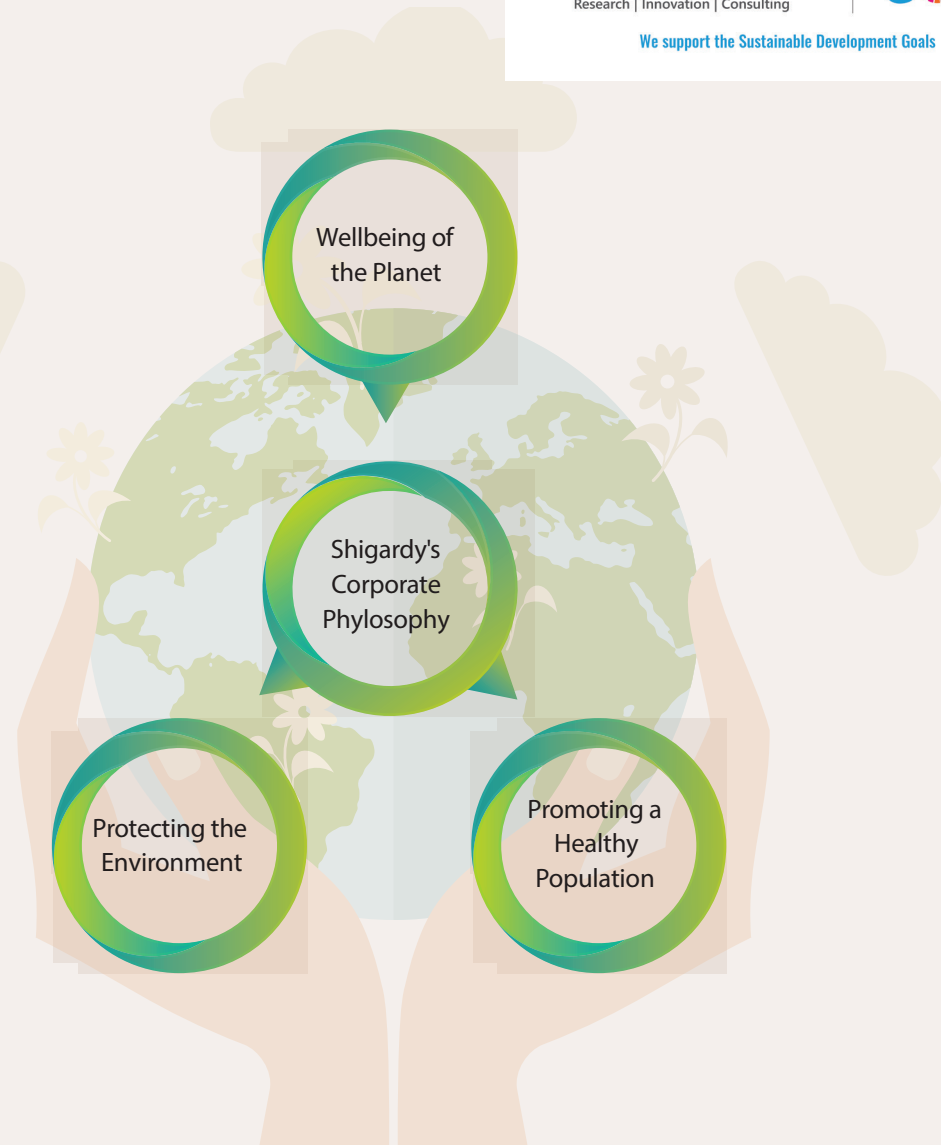 Research | Innovation | Consulting
We support the Sustainable Development Goals
Wellbeing of
the Planet
Shigardy's
Corporate
Phylosophy
Protecting the
Environment
Promoting a
Healthy
Population